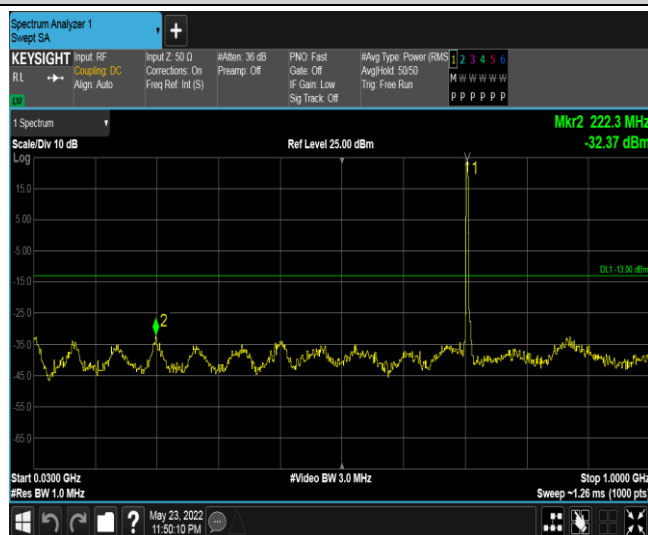 Spectrum Analyzer 1
Swept SA
+
KEYSIGHT
RL
Input: RF
Coupling: DC
Align: Auto
Input Z: 50 Ω
Corrections: On
Freq Ref: Int (S)
#Atten: 36 dB
Preamp: Off
PNO: Fast
Gate: Off
IF Gain: Low
Sig Track: Off
#Avg Type: Power (RMS
Avg|Hold: 50/50
Trig: Free Run
1 2 3 4 5 6
M W W W W W
P P P P P P
1 Spectrum
Mkr2 222.3 MHz
Scale/Div 10 dB
Ref Level 25.00 dBm
-32.37 dBm
Log
1
15.0
5.00
-5.00
DL1 -13.00 dBm
-15.0
-25.0
2
-35.0
-45.0
-55.0
-65.0
Start 0.0300 GHz
#Video BW 3.0 MHz
Stop 1.0000 GHz
#Res BW 1.0 MHz
Sweep ~1.26 ms (1000 pts)
?
May 23, 2022
11:50:10 PM